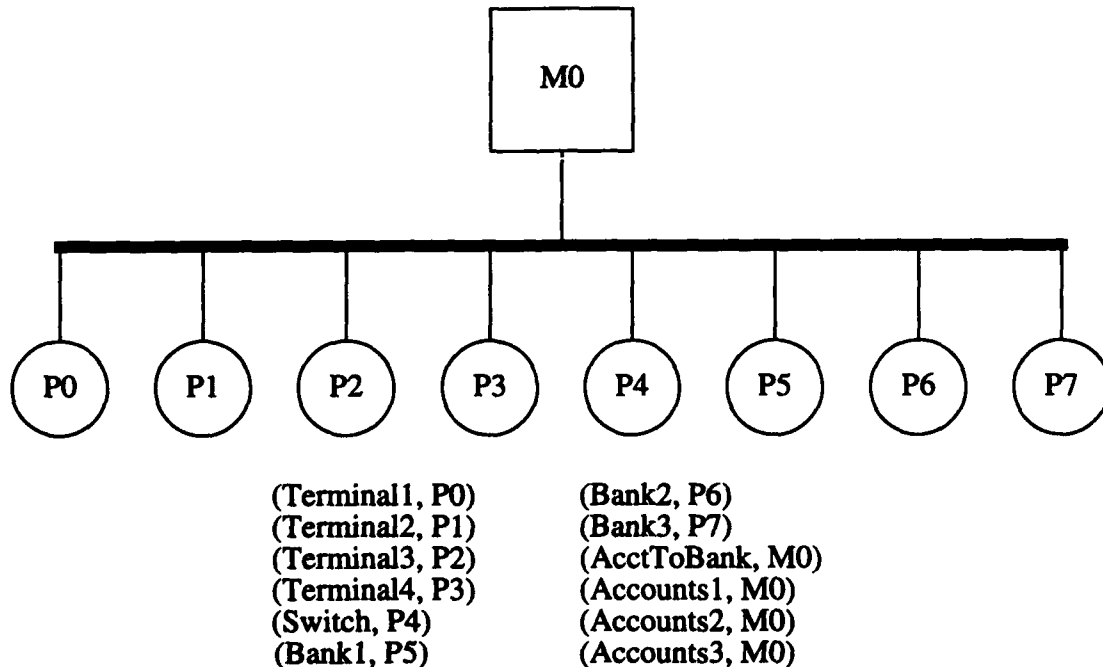 M0
P0 P1 P2 P3 P4 P5 P6 P7
(Terminal1, P0)
(Terminal2, P1)
(Terminal3, P2)
(Terminal4, P3)
(Switch, P4)
(Bank1, P5)
(Bank2, P6)
(Bank3, P7)
(AcctToBank, M0)
(Accounts1, M0)
(Accounts2, M0)
(Accounts3, M0)